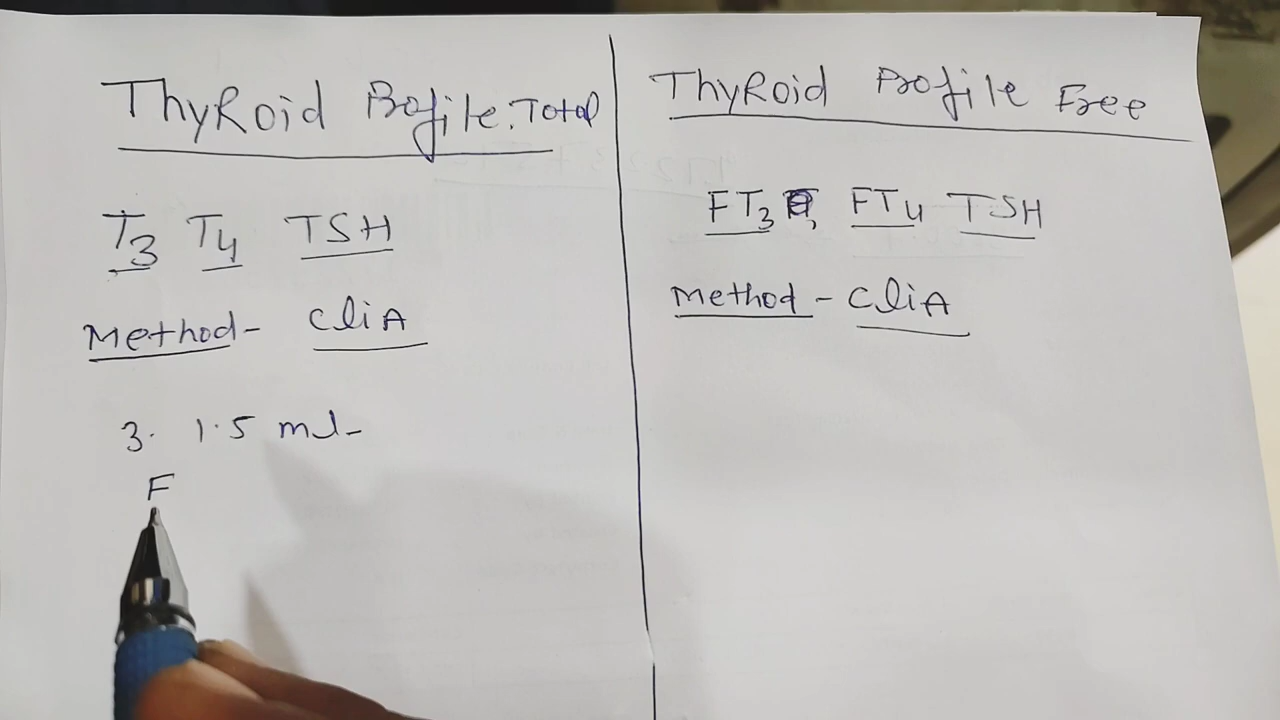 ThyRoid Profile. Total
T3 T4 TSH
Method - CliA
3. 1.5 ml -
F
ThyRoid Profile Free
FT3, FT4 TSH
Method - CliA